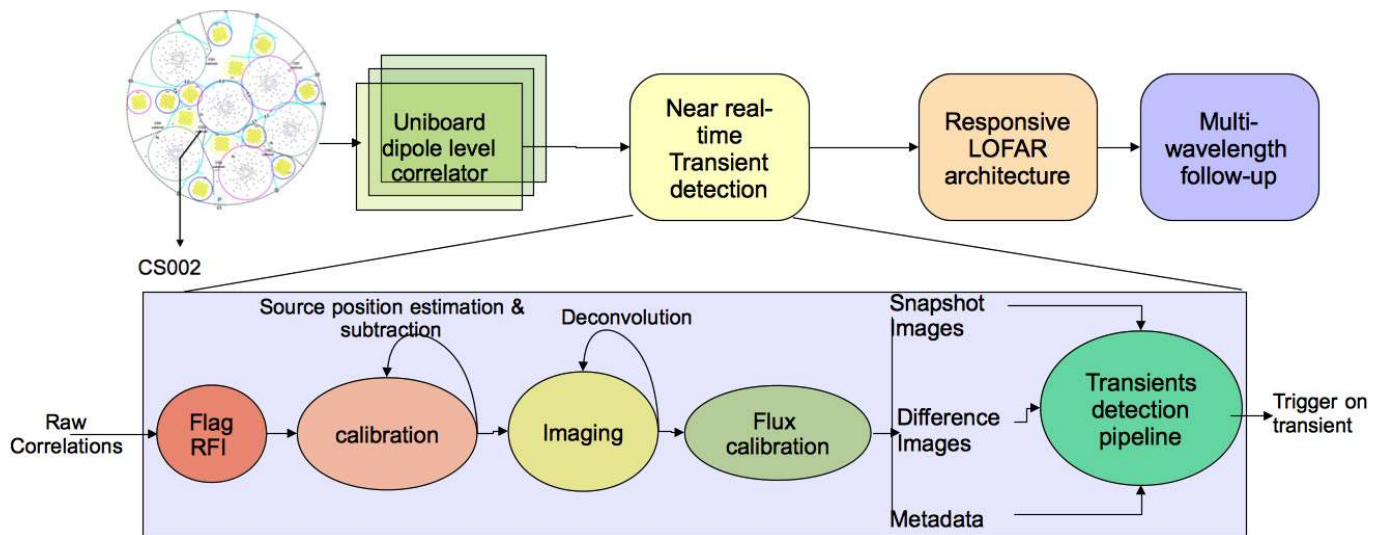 Uniboard
dipole level
correlator
Near real-
time
Transient
detection
Responsive
LOFAR
architecture
Multi-
wavelength
follow-up
CS002
Source position estimation &
subtraction
Deconvolution
Snapshot
Images
Raw
Correlations
Flag
RFI
calibration
Imaging
Flux
calibration
Difference
Images
Metadata
Transients
detection
pipeline
Trigger on
transient